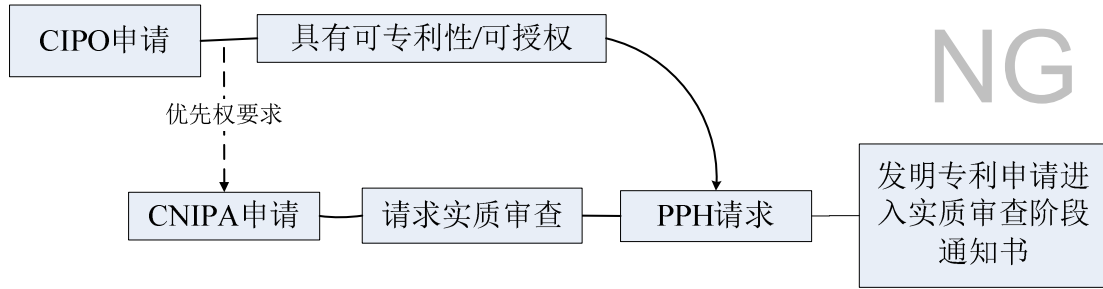 CIPO申请
具有可专利性/可授权
NG
优先权要求
CNIPA申请
请求实质审查
PPH请求
发明专利申请进
入实质审查阶段
通知书